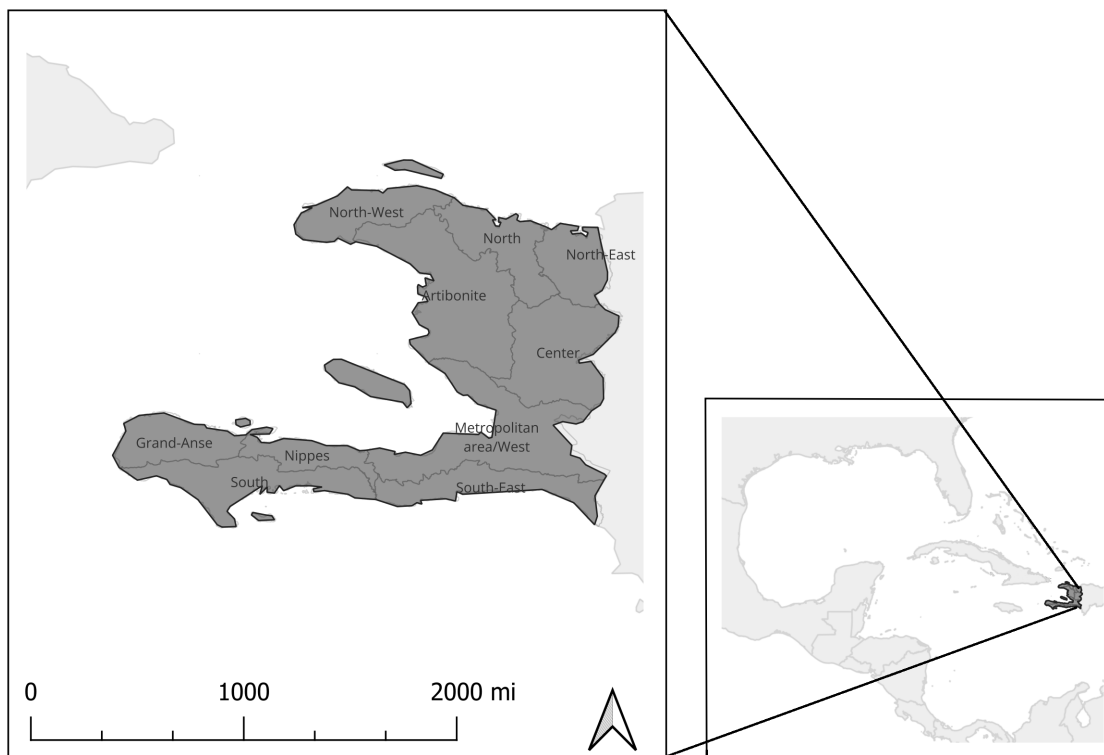 North-West
North
North-East
Artibonite
Center
Metropolitan
area/West
Grand-Anse
Nippes
South
South-East
0 1000 2000 mi